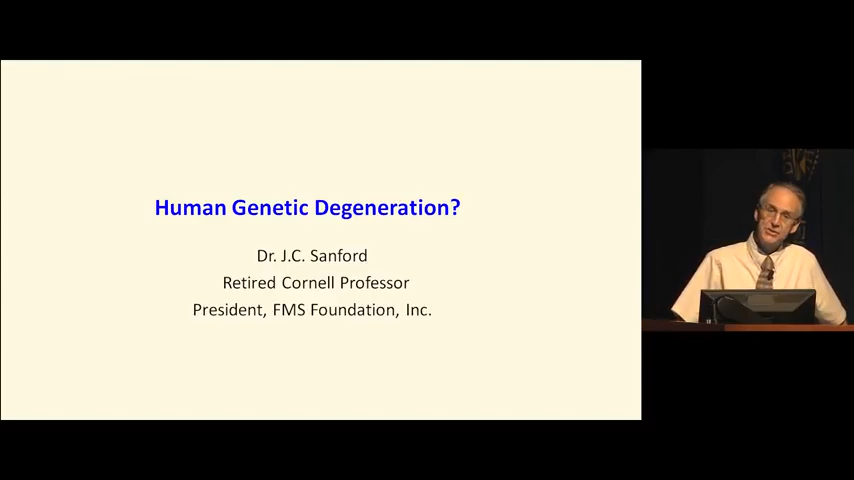 Human Genetic Degeneration?
Dr. J.C. Sanford
Retired Cornell Professor
President, FMS Foundation, Inc.